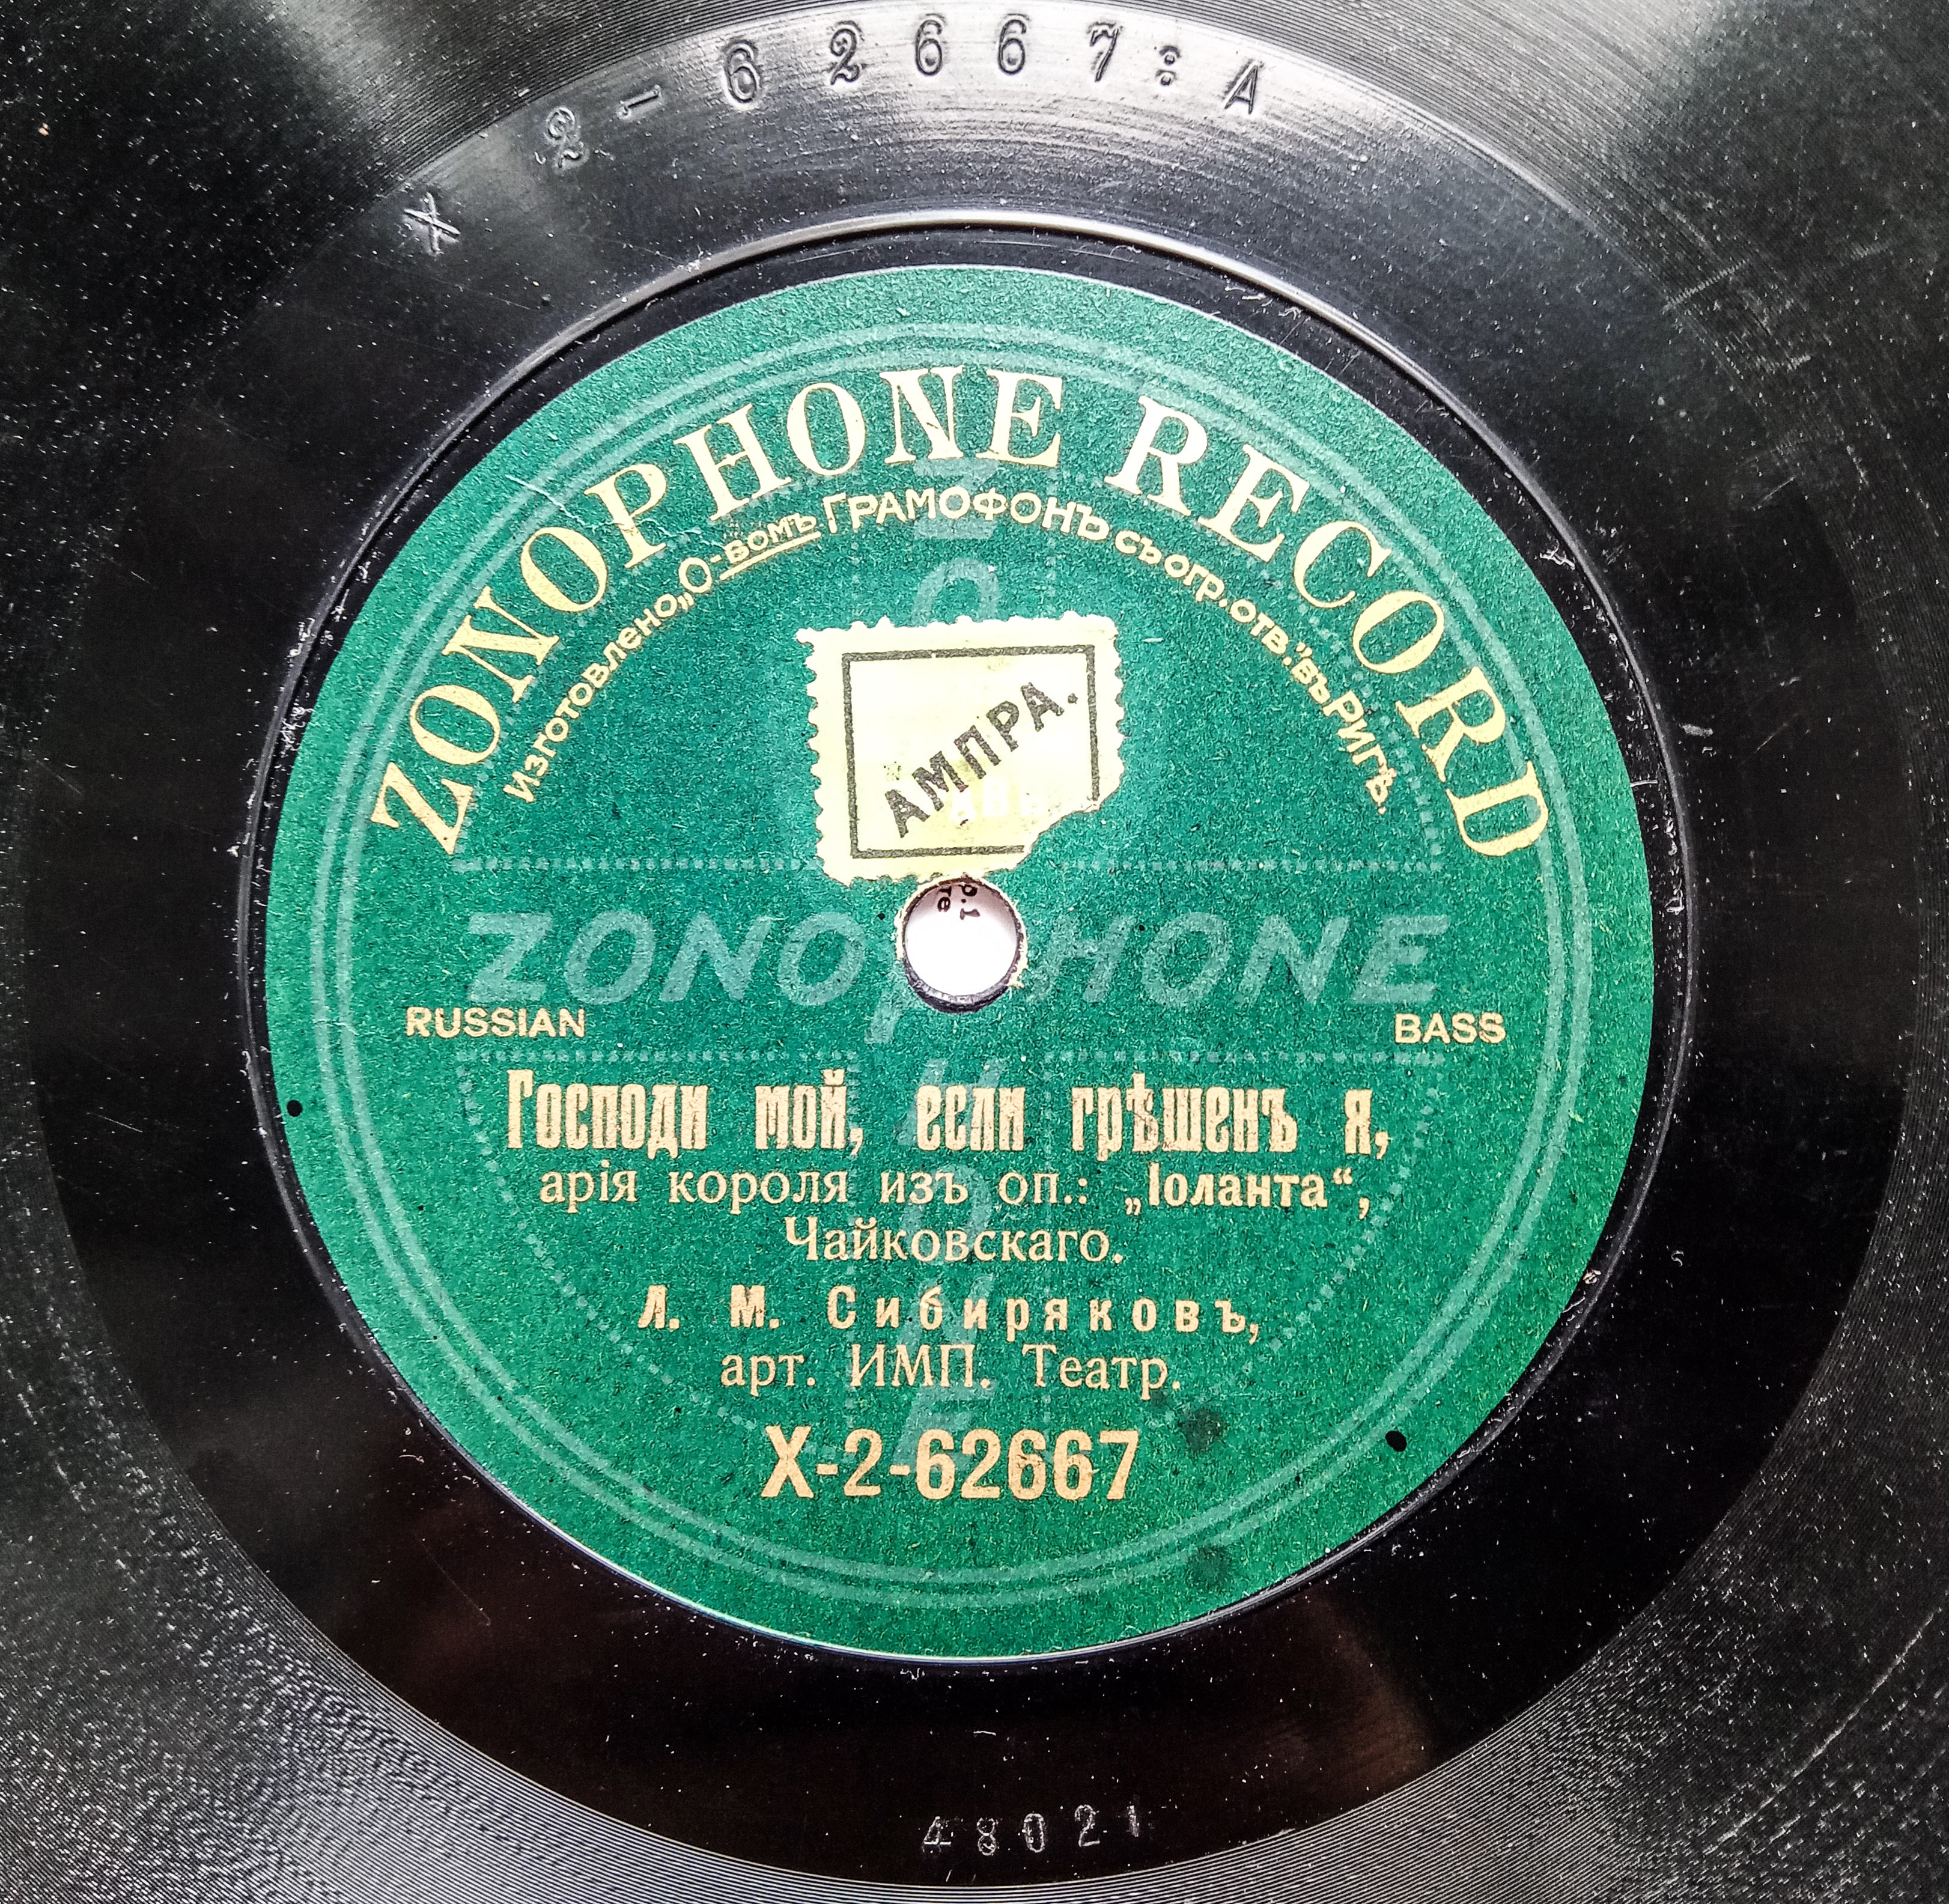 X 2-62667:A
ZONOPHONE RECORD
Изготовлено „О-вомъ ГРАМОФОНЪ съ огр. отв." въ Ригѣ.
АМПРА.
ZONOPHONE
ZONOPHONE
RUSSIAN
BASS
Господи мой, если грѣшенъ я,
арія короля изъ оп.: „Іоланта“,
Чайковскаго.
Л. М. Сибиряковъ,
арт. ИМП. Театр.
X-2-62667
48021